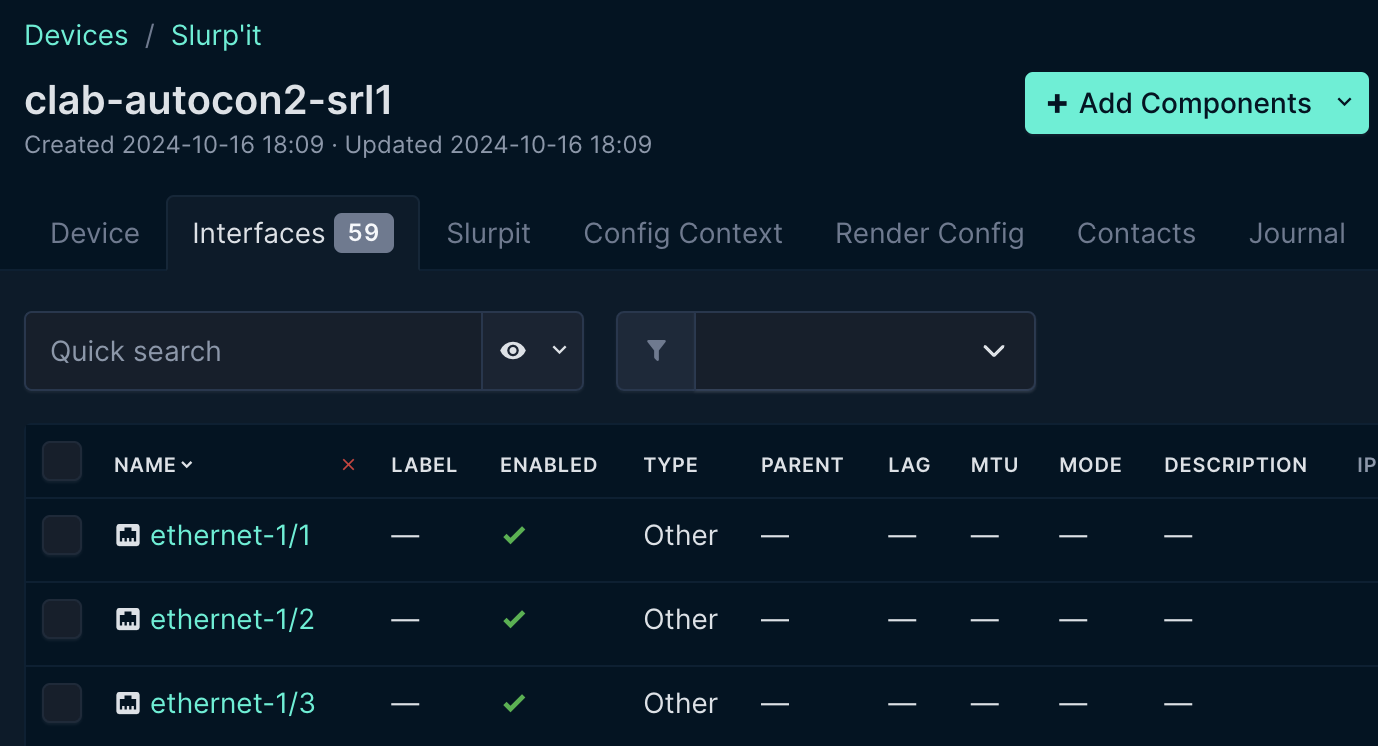 Devices / Slurp'it
clab-autocon2-srl1
Created 2024-10-16 18:09 · Updated 2024-10-16 18:09
+ Add Components
Device Interfaces 59 Slurpit Config Context Render Config Contacts Journal
Quick search
NAME LABEL ENABLED TYPE PARENT LAG MTU MODE DESCRIPTION IP
ethernet-1/1 — Other — — — — —
ethernet-1/2 — Other — — — — —
ethernet-1/3 — Other — — — — —